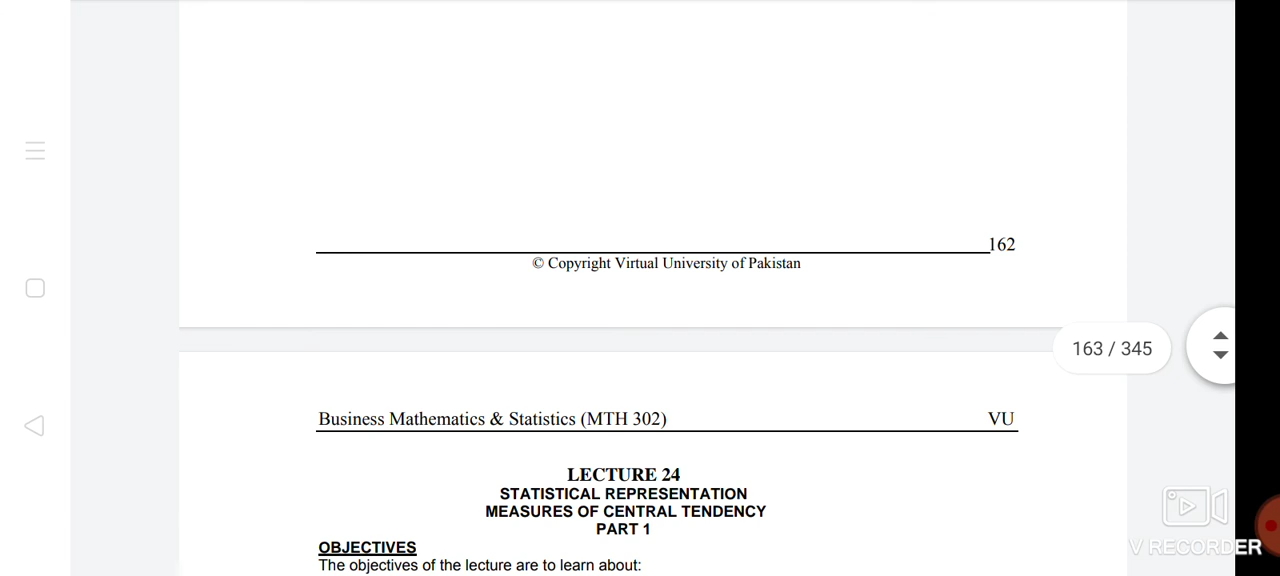 162
© Copyright Virtual University of Pakistan
163 / 345
Business Mathematics & Statistics (MTH 302) VU
LECTURE 24
STATISTICAL REPRESENTATION
MEASURES OF CENTRAL TENDENCY
PART 1
OBJECTIVES
The objectives of the lecture are to learn about:
V RECORDER